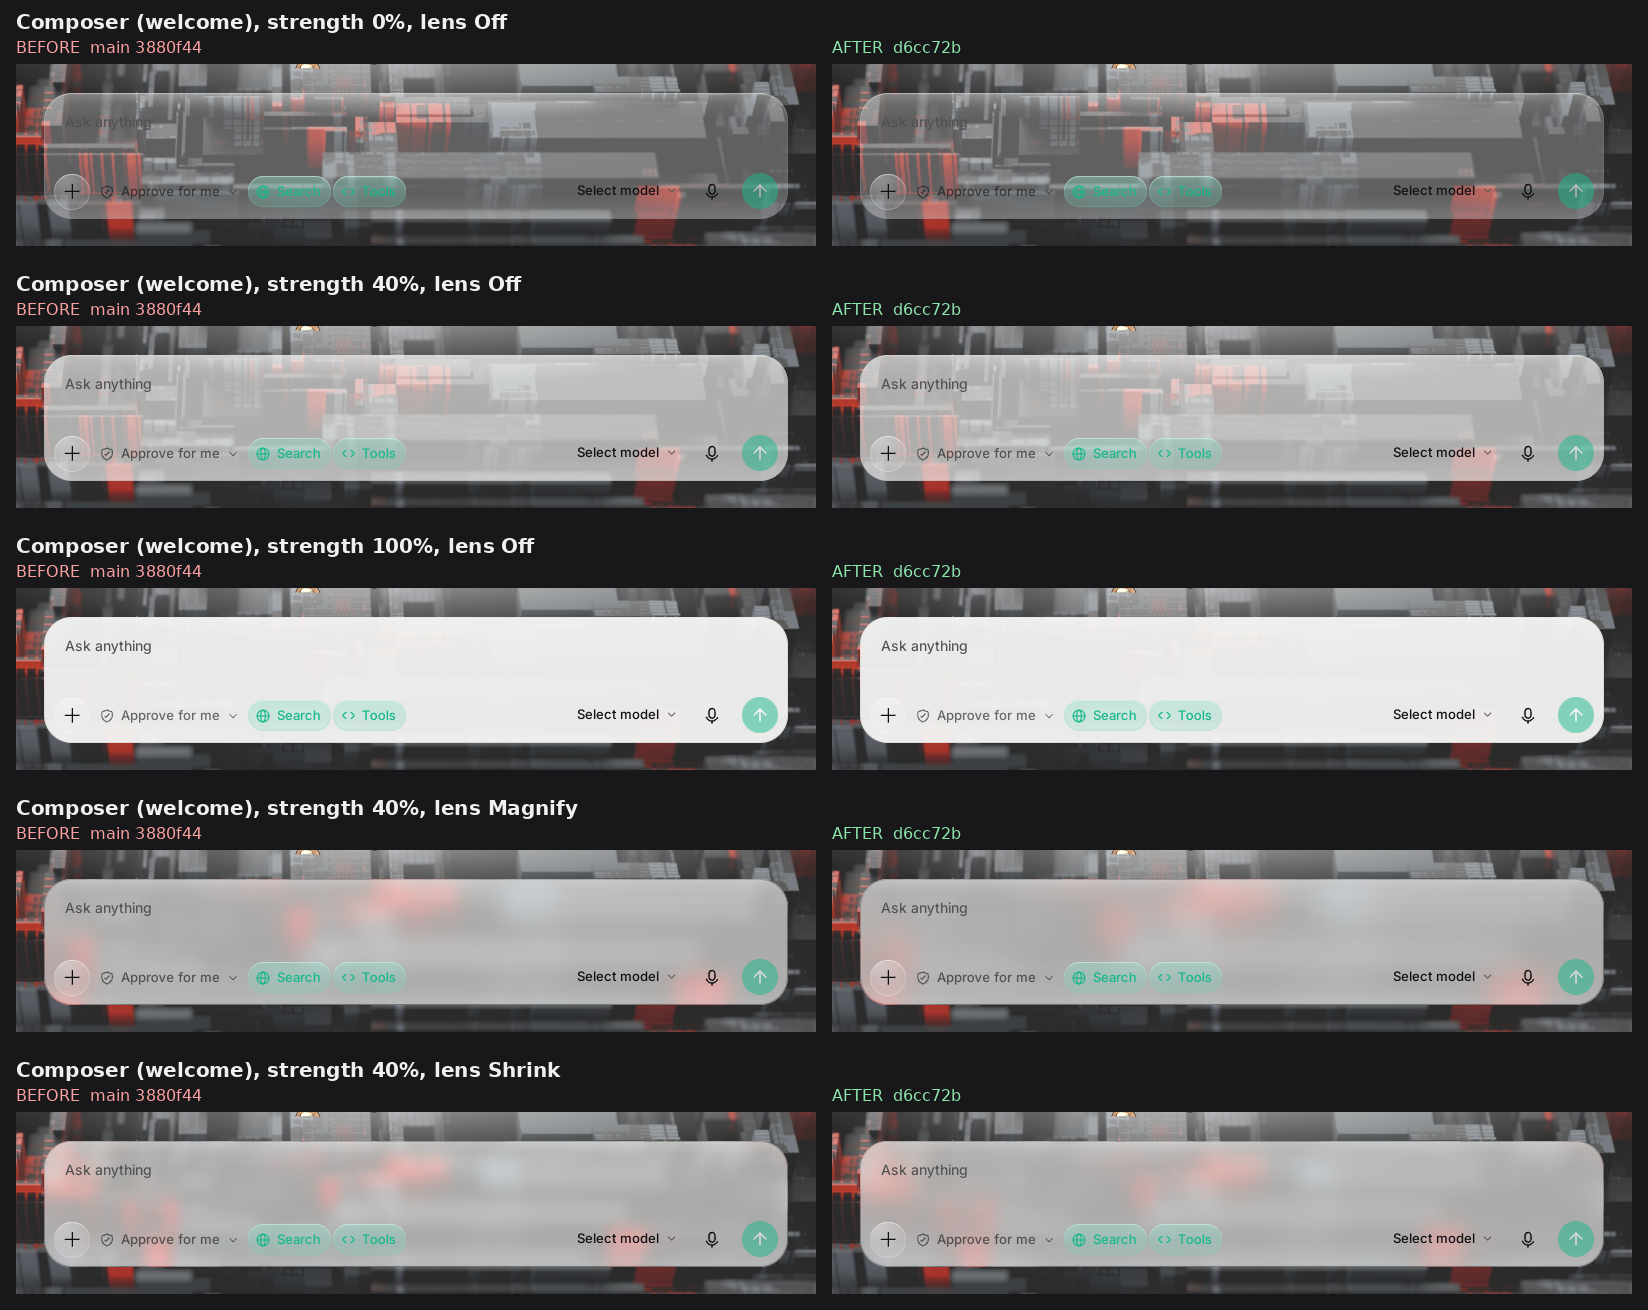 Composer (welcome), strength 0%, lens Off
BEFORE main 3880f44
AFTER d6cc72b
Ask anything
Approve for me Search Tools Select model
Ask anything
Approve for me Search Tools Select model
Composer (welcome), strength 40%, lens Off
BEFORE main 3880f44
AFTER d6cc72b
Ask anything
Approve for me Search Tools Select model
Ask anything
Approve for me Search Tools Select model
Composer (welcome), strength 100%, lens Off
BEFORE main 3880f44
AFTER d6cc72b
Ask anything
Approve for me Search Tools Select model
Ask anything
Approve for me Search Tools Select model
Composer (welcome), strength 40%, lens Magnify
BEFORE main 3880f44
AFTER d6cc72b
Ask anything
Approve for me Search Tools Select model
Ask anything
Approve for me Search Tools Select model
Composer (welcome), strength 40%, lens Shrink
BEFORE main 3880f44
AFTER d6cc72b
Ask anything
Approve for me Search Tools Select model
Ask anything
Approve for me Search Tools Select model